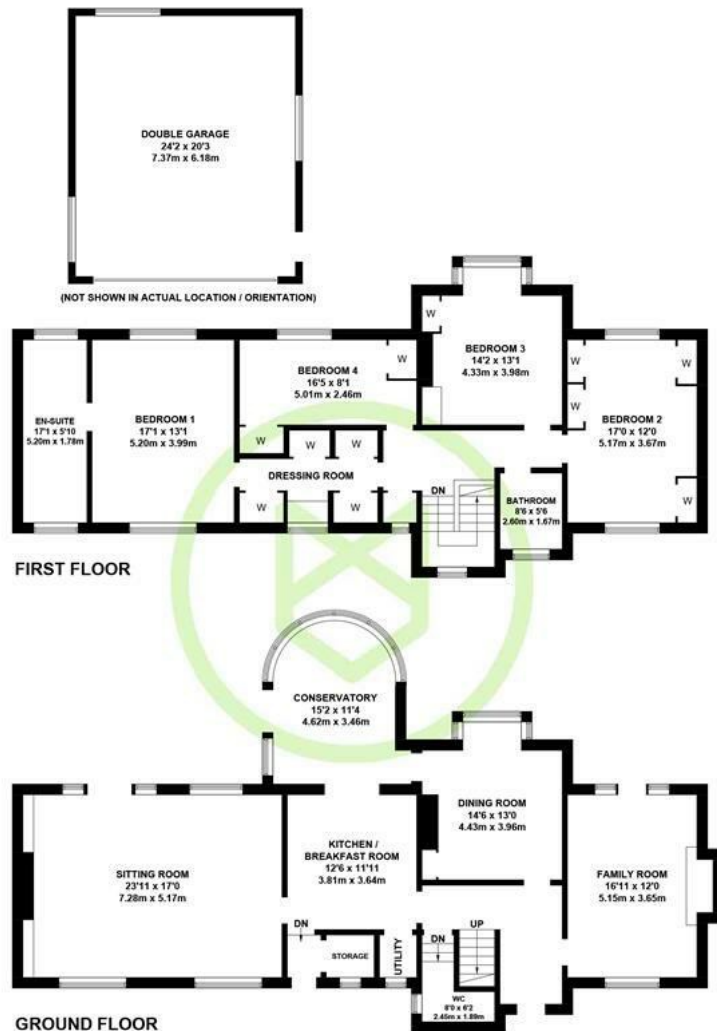 DOUBLE GARAGE
24'2 x 20'3
7.37m x 6.18m
(NOT SHOWN IN ACTUAL LOCATION / ORIENTATION)
W
BEDROOM 3
14'2 x 13'1
4.33m x 3.98m
BEDROOM 4
16'5 x 8'1
5.01m x 2.46m
W
W
W
EN-SUITE
17'1 x 5'10
5.20m x 1.78m
BEDROOM 1
17'1 x 13'1
5.20m x 3.99m
BEDROOM 2
17'0 x 12'0
5.17m x 3.67m
W
W
W
W
DRESSING ROOM
W
W
DN
BATHROOM
8'6 x 5'6
2.60m x 1.67m
W
FIRST FLOOR
CONSERVATORY
15'2 x 11'4
4.62m x 3.46m
DINING ROOM
14'6 x 13'0
4.43m x 3.96m
SITTING ROOM
23'11 x 17'0
7.28m x 5.17m
KITCHEN /
BREAKFAST ROOM
12'6 x 11'11
3.81m x 3.64m
FAMILY ROOM
16'11 x 12'0
5.15m x 3.65m
DN
STORAGE
UTILITY
DN
UP
WC
8'0 x 6'2
2.45m x 1.89m
GROUND FLOOR